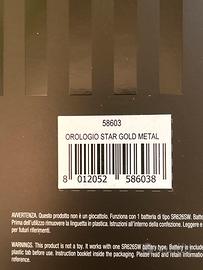 58603
OROLOGIO STAR GOLD METAL
8 012052 586038
AVVERTENZA. Questo prodotto non è un giocattolo. Funziona con 1 batteria di tipo SR626SW. Batte
Prima dell'utilizzo rimuovere la linguetta in plastica. Istruzioni all'interno della confezione. Leggere e
per futuri riferimenti.
WARNINGS. This product is not a toy. It works with one SR626SW battery type. Battery is include
plastic tab before use. Instruction booklet inside the packaging. Please read and retain
reference.